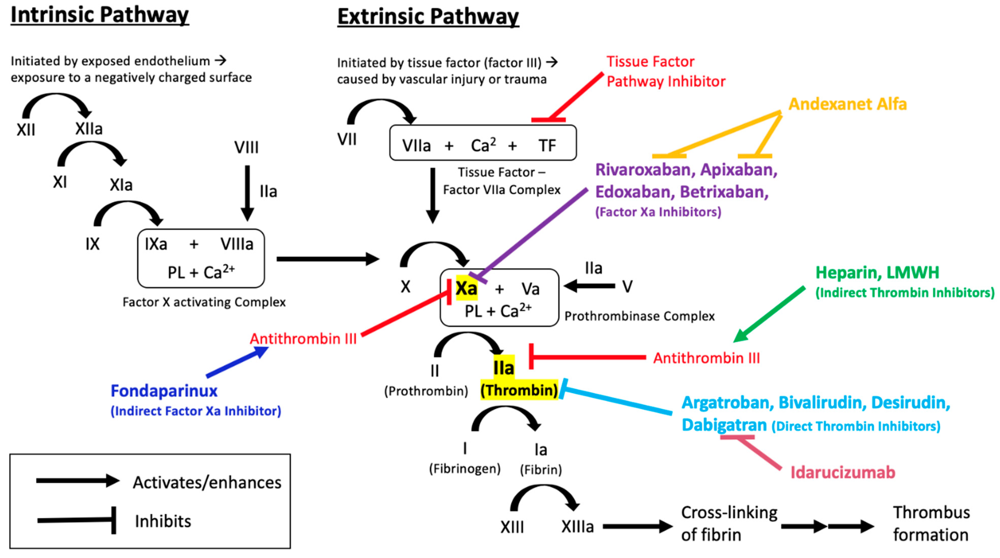 Intrinsic Pathway
Initiated by exposed endothelium →
exposure to a negatively charged surface
XII
XIIa
XI
XIa
VIII
IIa
IX
IXa + VIIIa
PL + Ca²⁺
Factor X activating Complex
Extrinsic Pathway
Initiated by tissue factor (factor III) →
caused by vascular injury or trauma
Tissue Factor
Pathway Inhibitor
VII
VIIa + Ca² + TF
Tissue Factor –
Factor VIIa Complex
Andexanet Alfa
Rivaroxaban, Apixaban,
Edoxaban, Betrixaban,
(Factor Xa Inhibitors)
X
Xa + Va
PL + Ca²⁺
IIa
V
Prothrombinase Complex
Heparin, LMWH
(Indirect Thrombin Inhibitors)
Antithrombin III
Fondaparinux
(Indirect Factor Xa Inhibitor)
II
(Prothrombin)
IIa
(Thrombin)
Antithrombin III
Argatroban, Bivalirudin, Desirudin,
Dabigatran (Direct Thrombin Inhibitors)
Idarucizumab
I
(Fibrinogen)
Ia
(Fibrin)
XIII
XIIIa
Cross-linking
of fibrin
Thrombus
formation
Activates/enhances
Inhibits